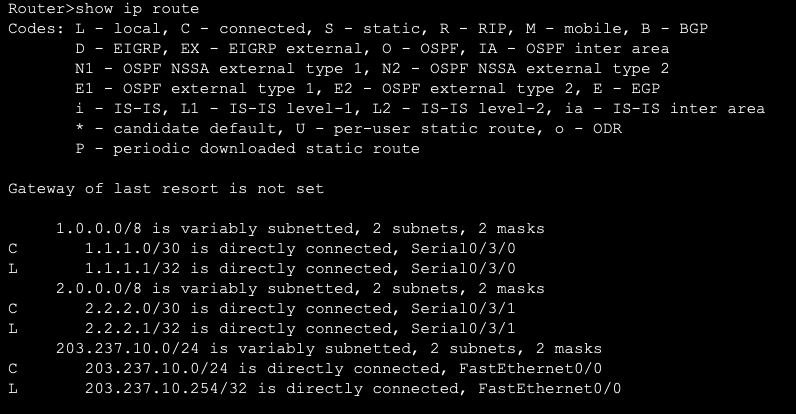 Router>show ip route
Codes: L - local, C - connected, S - static, R - RIP, M - mobile, B - BGP
       D - EIGRP, EX - EIGRP external, O - OSPF, IA - OSPF inter area
       N1 - OSPF NSSA external type 1, N2 - OSPF NSSA external type 2
       E1 - OSPF external type 1, E2 - OSPF external type 2, E - EGP
       i - IS-IS, L1 - IS-IS level-1, L2 - IS-IS level-2, ia - IS-IS inter area
       * - candidate default, U - per-user static route, o - ODR
       P - periodic downloaded static route
Gateway of last resort is not set
     1.0.0.0/8 is variably subnetted, 2 subnets, 2 masks
C       1.1.1.0/30 is directly connected, Serial0/3/0
L       1.1.1.1/32 is directly connected, Serial0/3/0
     2.0.0.0/8 is variably subnetted, 2 subnets, 2 masks
C       2.2.2.0/30 is directly connected, Serial0/3/1
L       2.2.2.1/32 is directly connected, Serial0/3/1
     203.237.10.0/24 is variably subnetted, 2 subnets, 2 masks
C       203.237.10.0/24 is directly connected, FastEthernet0/0
L       203.237.10.254/32 is directly connected, FastEthernet0/0